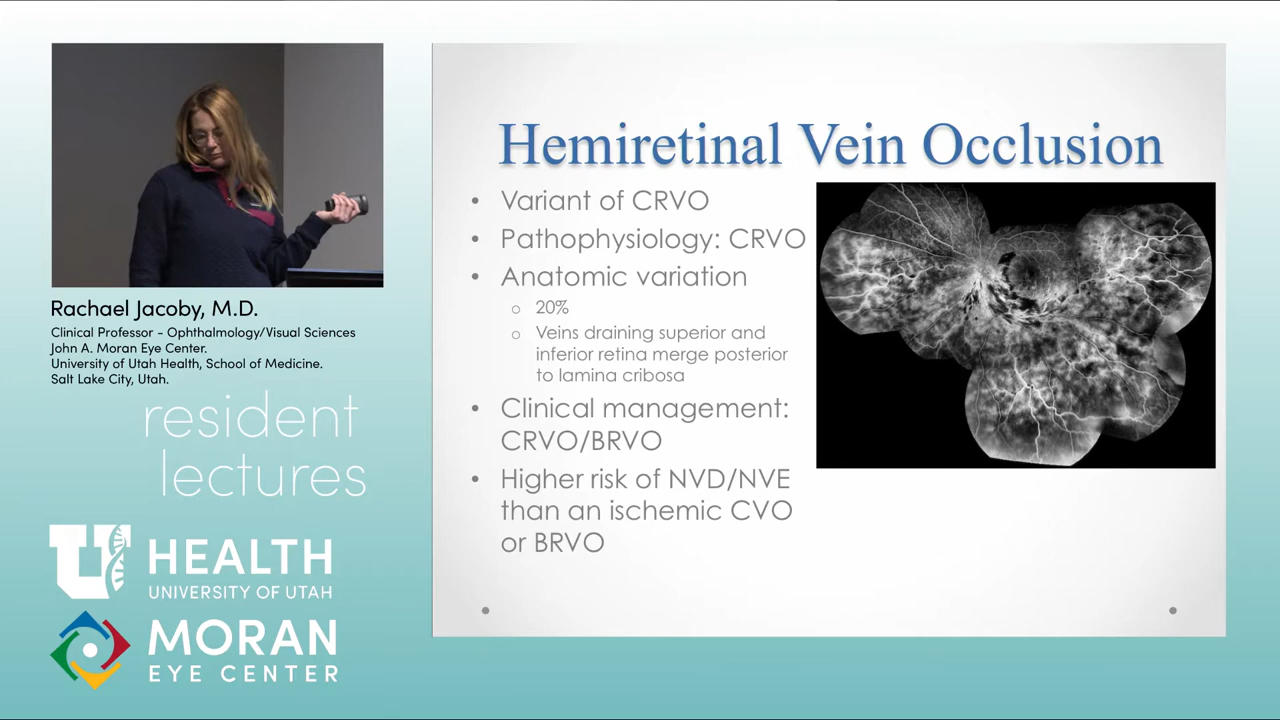 Hemiretinal Vein Occlusion
• Variant of CRVO
• Pathophysiology: CRVO
• Anatomic variation
o 20%
o Veins draining superior and
inferior retina merge posterior
to lamina cribosa
• Clinical management:
CRVO/BRVO
• Higher risk of NVD/NVE
than an ischemic CVO
or BRVO
Rachael Jacoby, M.D.
Clinical Professor - Ophthalmology/Visual Sciences
John A. Moran Eye Center.
University of Utah Health, School of Medicine.
Salt Lake City, Utah.
resident
lectures
U HEALTH
UNIVERSITY OF UTAH
MORAN
EYE CENTER